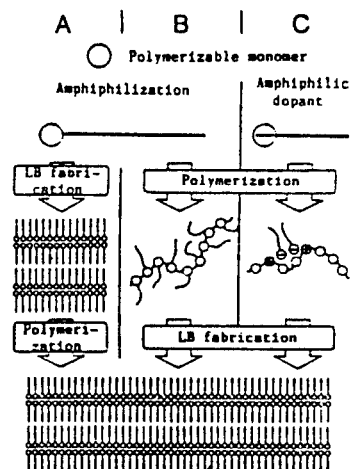 A | B | C
Polymerizable monomer
Amphiphilization
Amphiphilic
dopant
LB fabri-
cation
Polymerization
Polymeri-
zation
LB fabrication